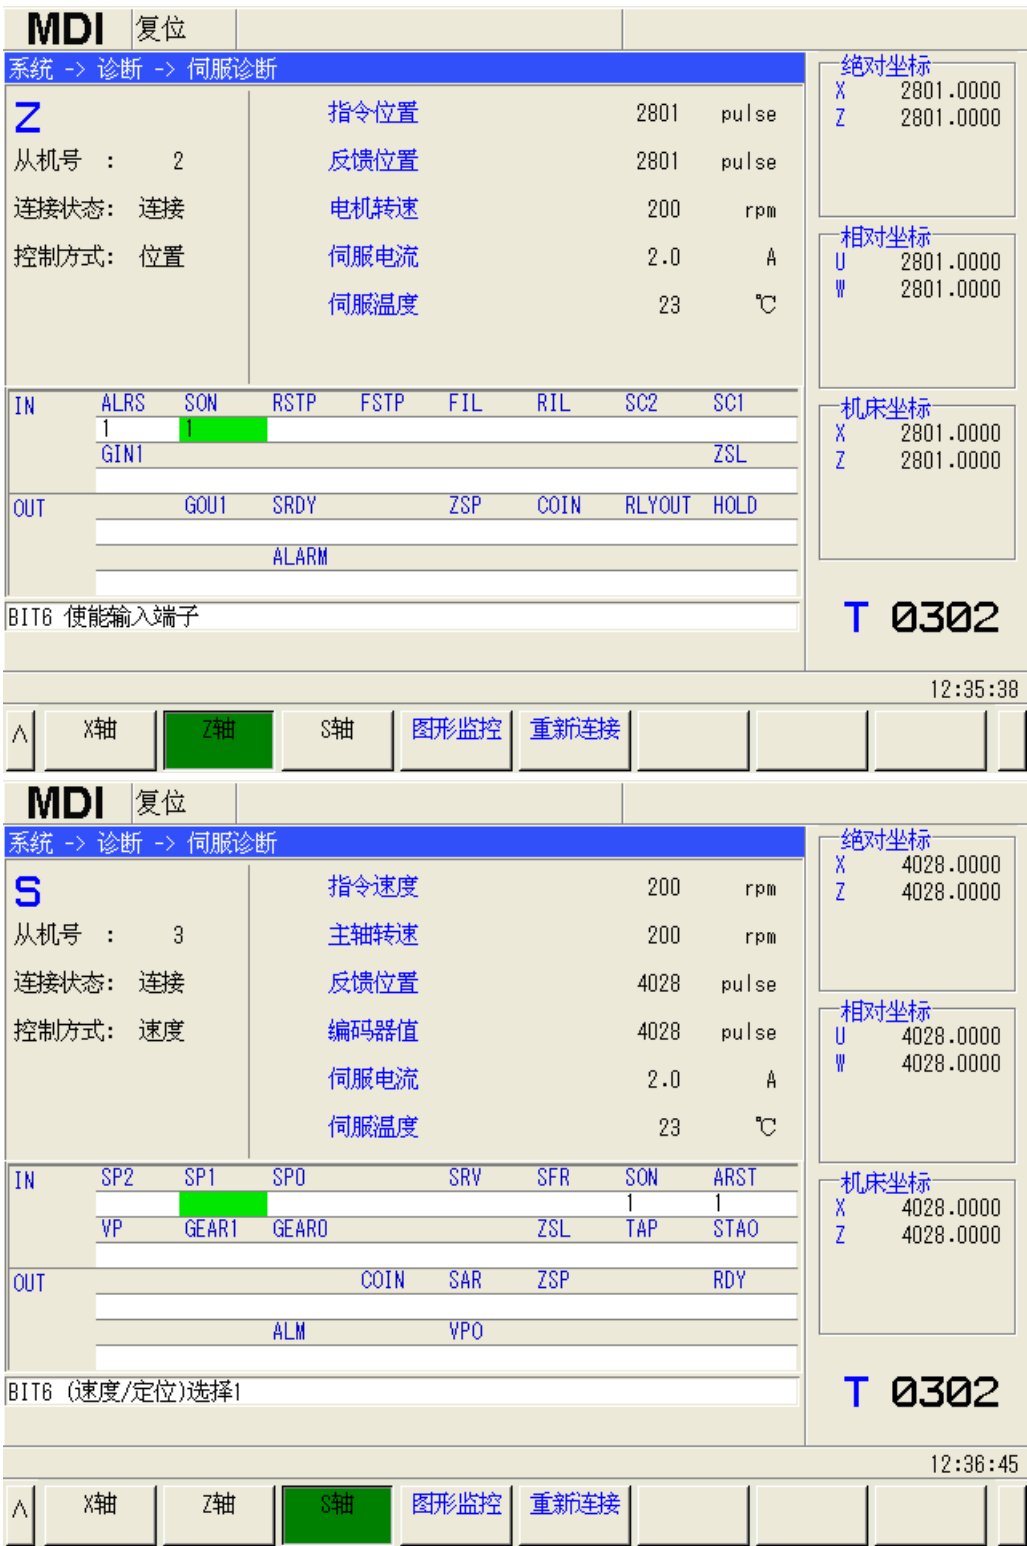 MDI 复位
系统 -> 诊断 -> 伺服诊断
Z
从机号 : 2
连接状态: 连接
控制方式: 位置
指令位置 2801 pulse
反馈位置 2801 pulse
电机转速 200 rpm
伺服电流 2.0 A
伺服温度 23 ℃
绝对坐标
X 2801.0000
Z 2801.0000
相对坐标
U 2801.0000
W 2801.0000
机床坐标
X 2801.0000
Z 2801.0000
IN ALRS SON RSTP FSTP FIL RIL SC2 SC1
1 1
GIN1 ZSL
OUT GOU1 SRDY ZSP COIN RLYOUT HOLD
ALARM
BIT6 使能输入端子
T 0302
12:35:38
^ X轴 Z轴 S轴 图形监控 重新连接
MDI 复位
系统 -> 诊断 -> 伺服诊断
S
从机号 : 3
连接状态: 连接
控制方式: 速度
指令速度 200 rpm
主轴转速 200 rpm
反馈位置 4028 pulse
编码器值 4028 pulse
伺服电流 2.0 A
伺服温度 23 ℃
绝对坐标
X 4028.0000
Z 4028.0000
相对坐标
U 4028.0000
W 4028.0000
机床坐标
X 4028.0000
Z 4028.0000
IN SP2 SP1 SP0 SRV SFR SON ARST
1 1
VP GEAR1 GEAR0 ZSL TAP STAO
OUT COIN SAR ZSP RDY
ALM VPO
BIT6 (速度/定位)选择1
T 0302
12:36:45
^ X轴 Z轴 S轴 图形监控 重新连接